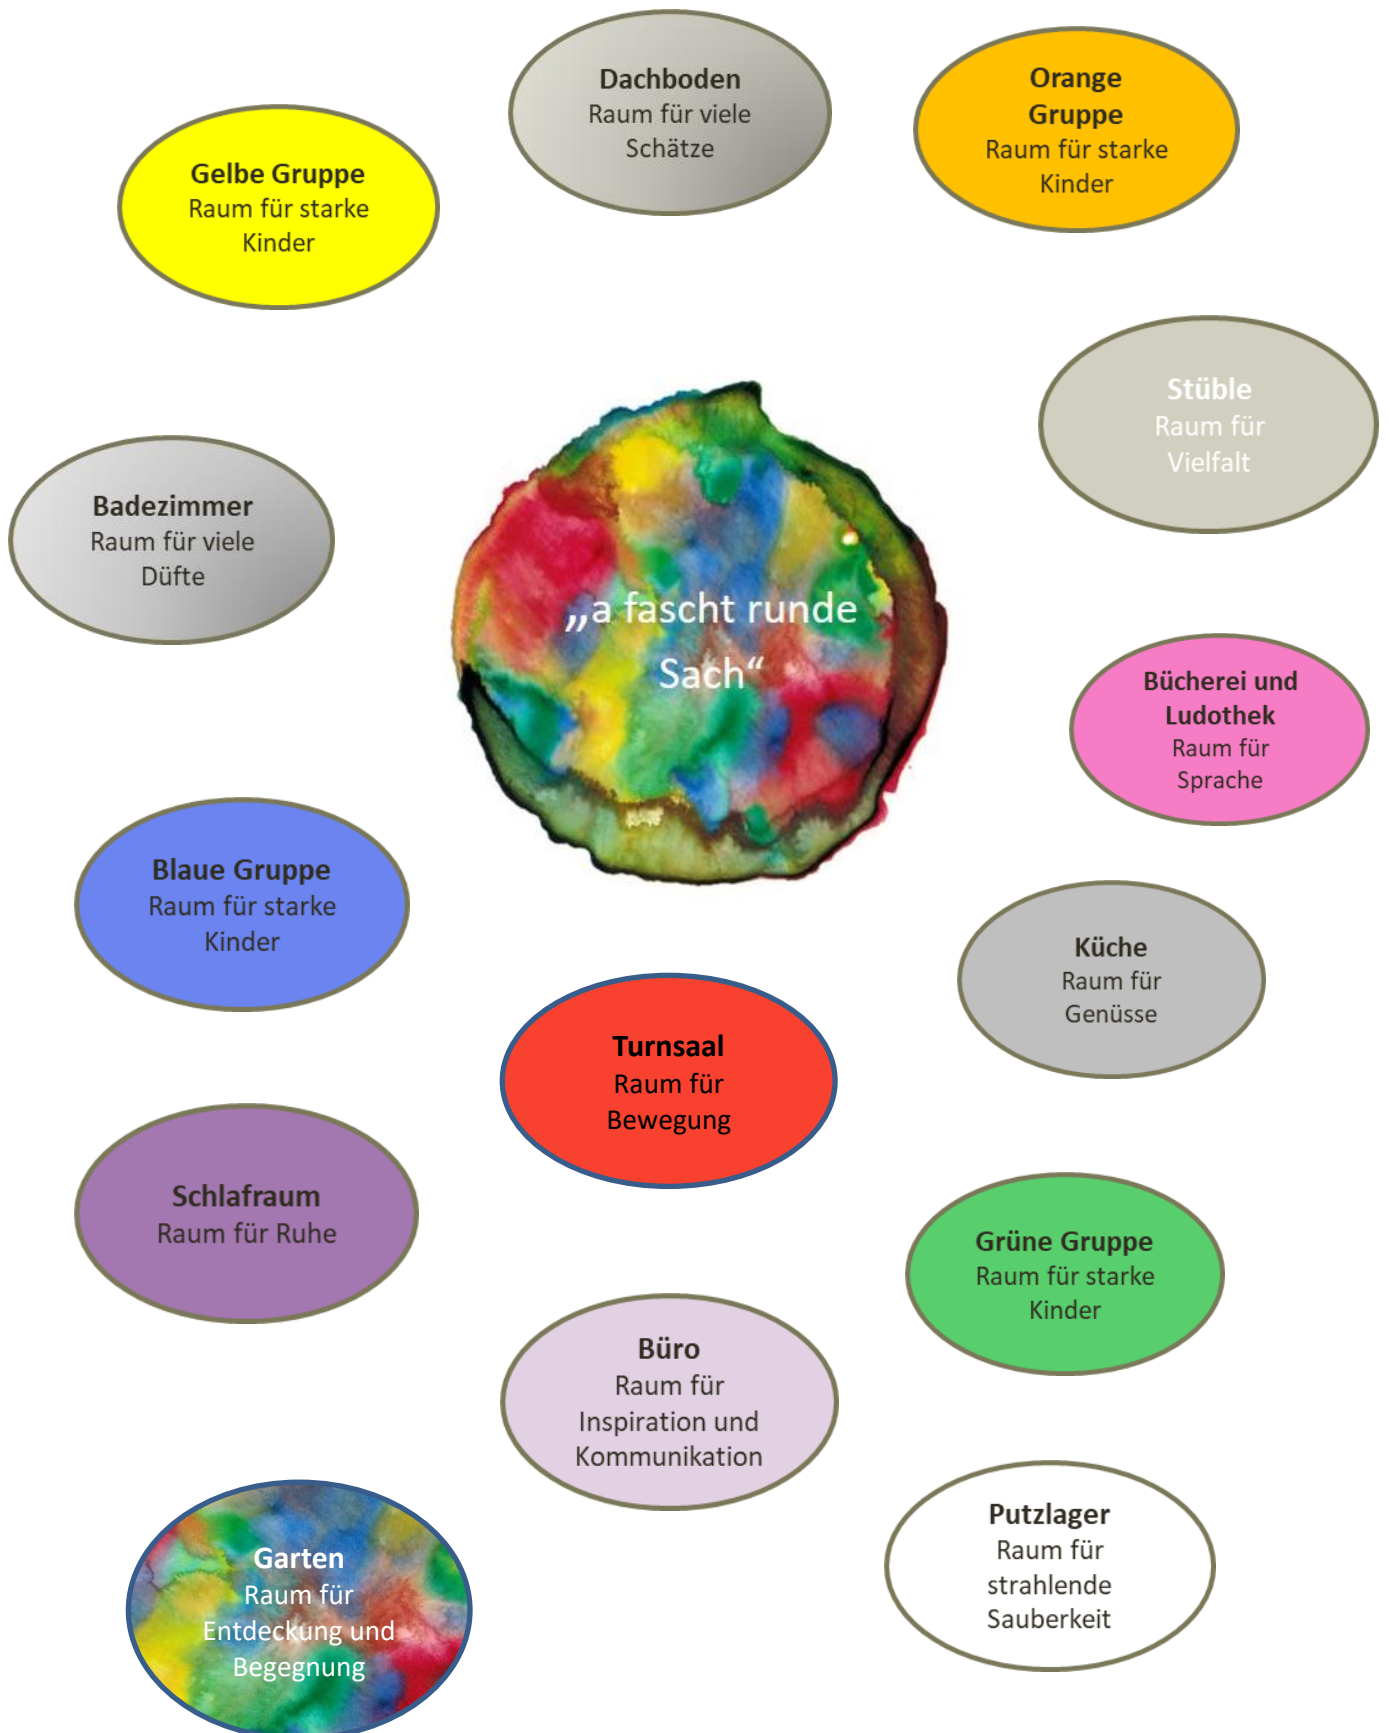 Dachboden
Raum für viele
Schätze
Orange
Gruppe
Raum für starke
Kinder
Gelbe Gruppe
Raum für starke
Kinder
Stüble
Raum für
Vielfalt
Badezimmer
Raum für viele
Düfte
„a fascht runde
Sach“
Bücherei und
Ludothek
Raum für
Sprache
Blaue Gruppe
Raum für starke
Kinder
Küche
Raum für
Genüsse
Turnsaal
Raum für
Bewegung
Schlafraum
Raum für Ruhe
Grüne Gruppe
Raum für starke
Kinder
Büro
Raum für
Inspiration und
Kommunikation
Putzlager
Raum für
strahlende
Sauberkeit
Garten
Raum für
Entdeckung und
Begegnung